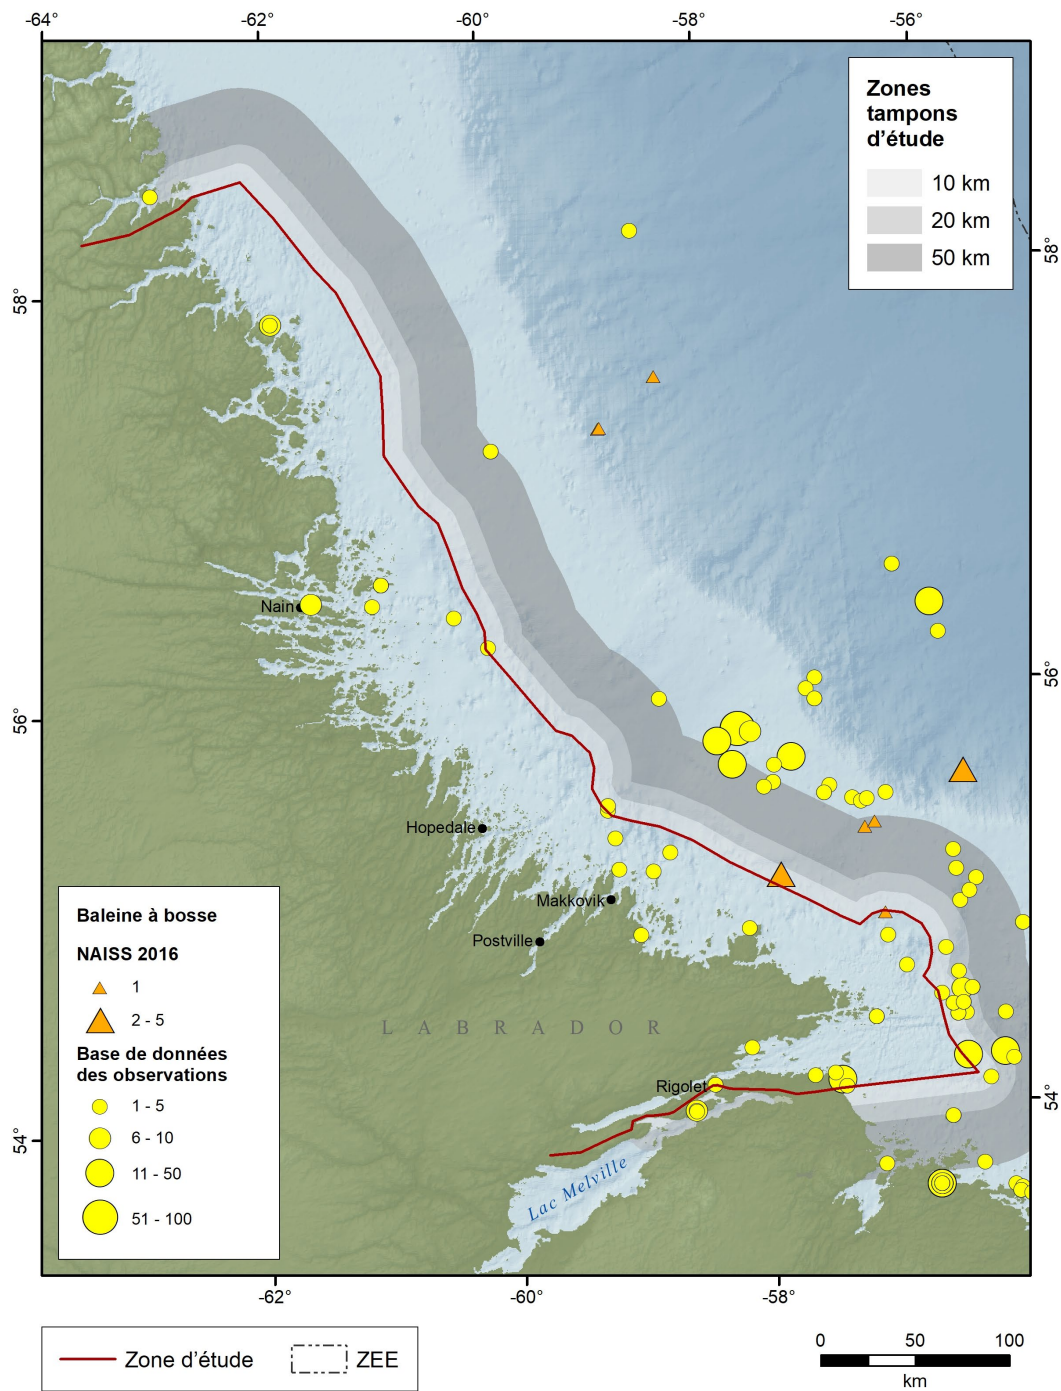 -64° -62° -60° -58° -56°
Zones
tampons
d'étude
10 km
20 km
50 km
58° 58°
56° 56°
54° 54°
Nain
Hopedale
Makkovik
Postville
LABRADOR
Rigolet
Lac Melville
Baleine à bosse
NAISS 2016
1
2 - 5
Base de données
des observations
1 - 5
6 - 10
11 - 50
51 - 100
-62° -60° -58°
Zone d'étude ZEE
0 50 100
km